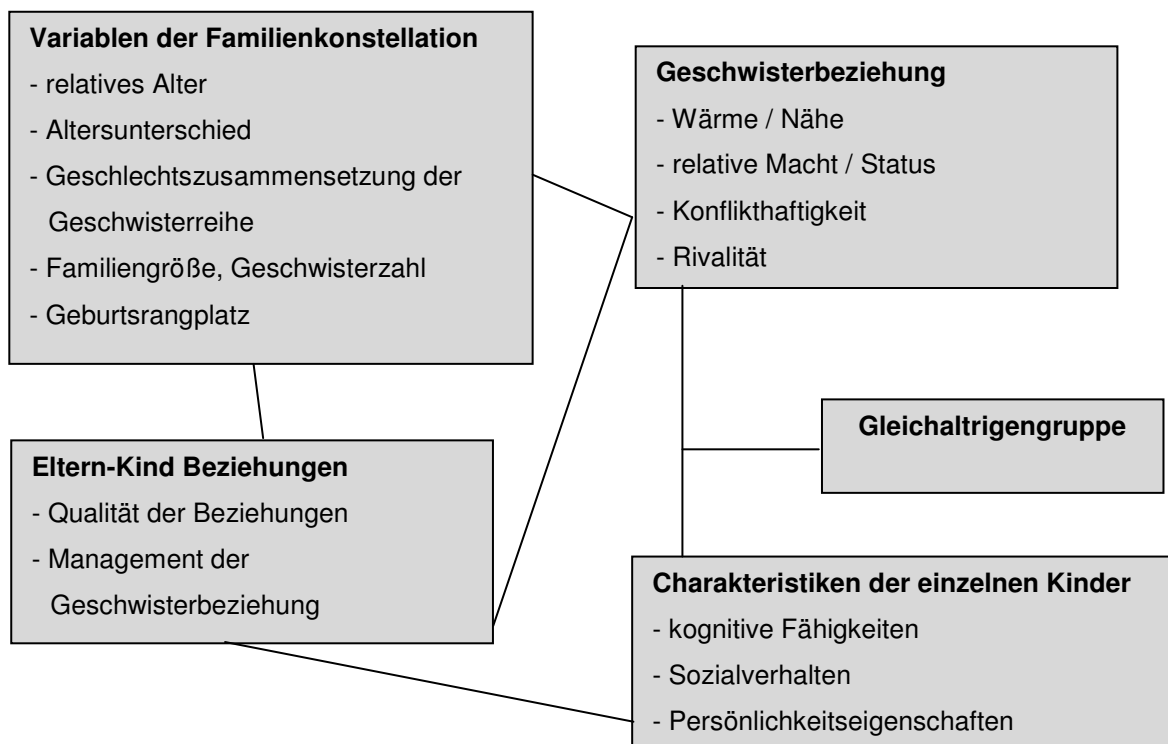 Variablen der Familienkonstellation
- relatives Alter
- Altersunterschied
- Geschlechtszusammensetzung der
Geschwisterreihe
- Familiengröße, Geschwisterzahl
- Geburtsrangplatz
Geschwisterbeziehung
- Wärme / Nähe
- relative Macht / Status
- Konflikthaftigkeit
- Rivalität
Gleichaltrigengruppe
Eltern-Kind Beziehungen
- Qualität der Beziehungen
- Management der
Geschwisterbeziehung
Charakteristiken der einzelnen Kinder
- kognitive Fähigkeiten
- Sozialverhalten
- Persönlichkeitseigenschaften